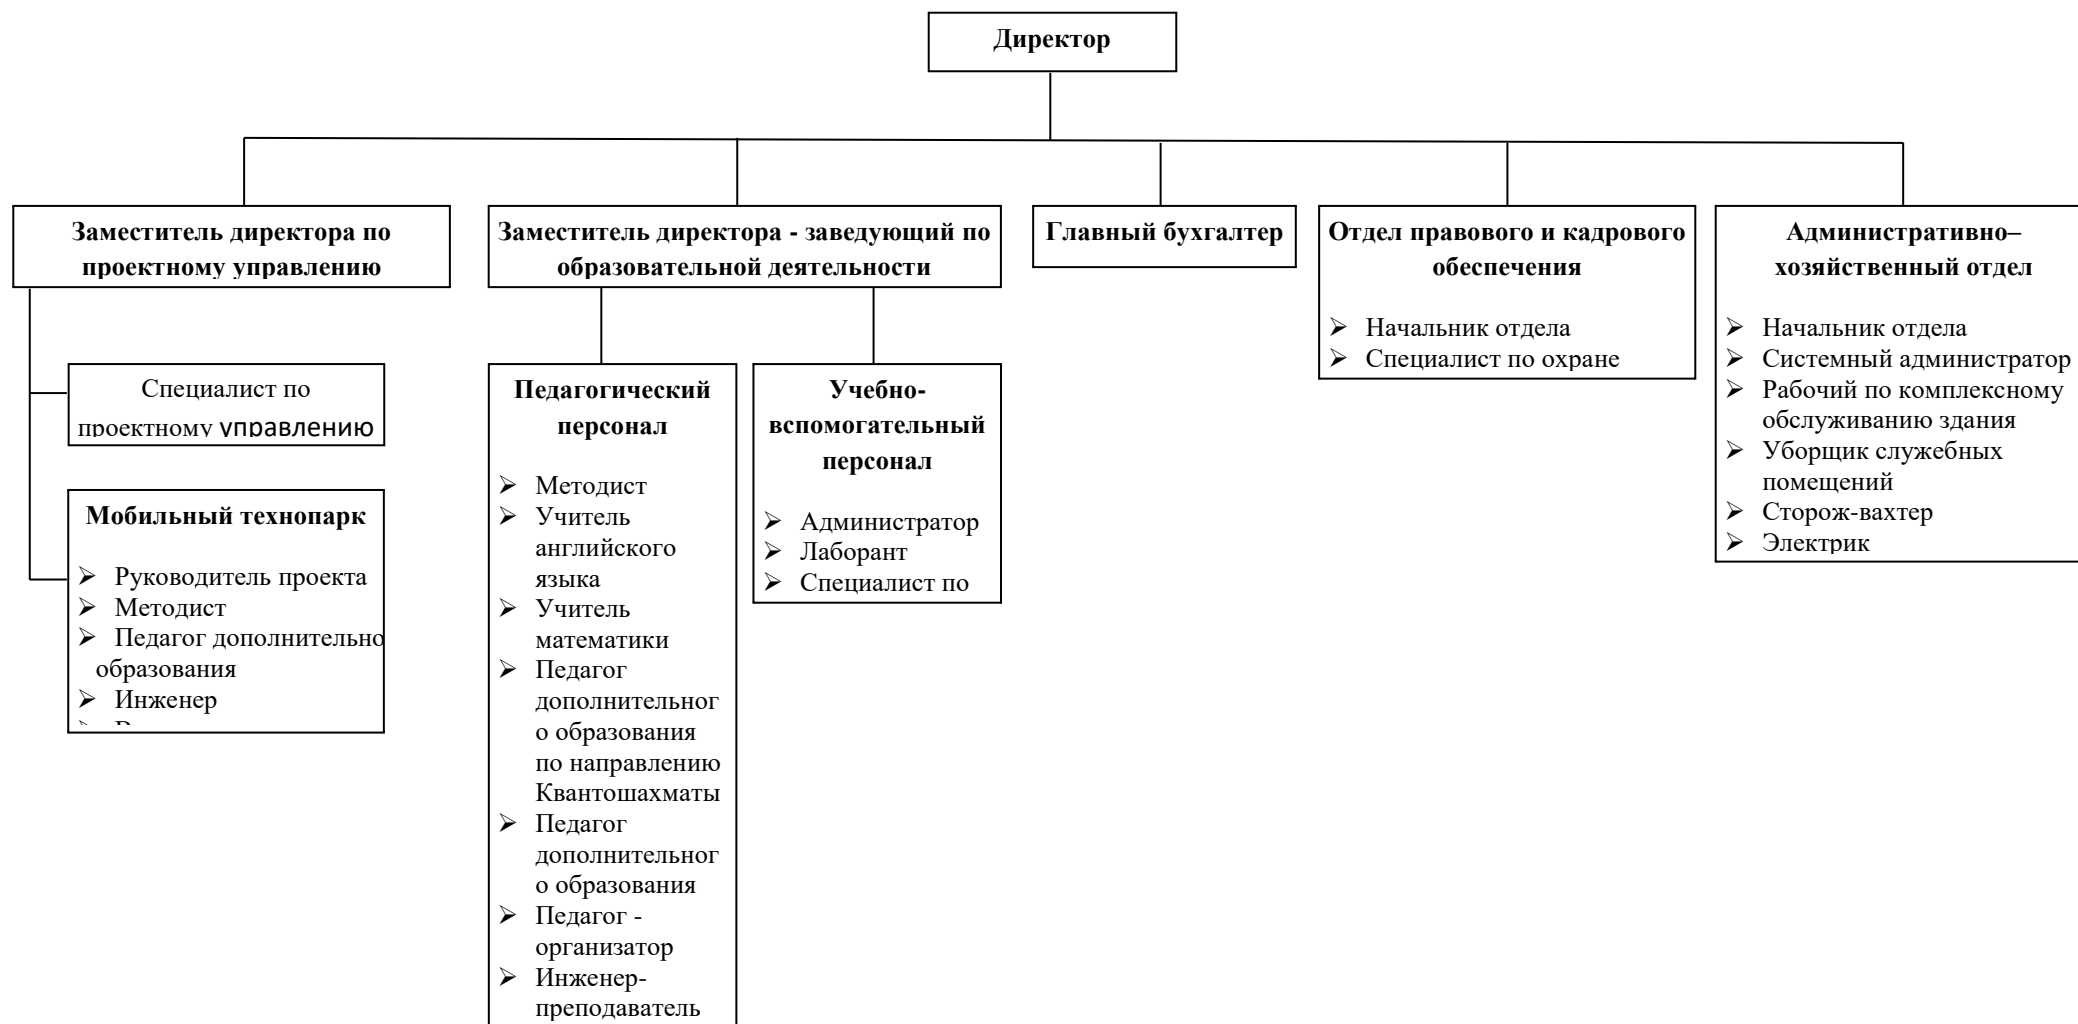 Директор
Заместитель директора по
проектному управлению
Заместитель директора - заведующий по
образовательной деятельности
Главный бухгалтер
Отдел правового и кадрового
обеспечения
➢ Начальник отдела
➢ Специалист по охране
Административно–
хозяйственный отдел
➢ Начальник отдела
➢ Системный администратор
➢ Рабочий по комплексному
обслуживанию здания
➢ Уборщик служебных
помещений
➢ Сторож-вахтер
➢ Электрик
Специалист по
проектному управлению
Мобильный технопарк
➢ Руководитель проекта
➢ Методист
➢ Педагог дополнительно
образования
➢ Инженер
Педагогический
персонал
➢ Методист
➢ Учитель
английского
языка
➢ Учитель
математики
➢ Педагог
дополнительног
о образования
по направлению
Квантошахматы
➢ Педагог
дополнительног
о образования
➢ Педагог -
организатор
➢ Инженер-
преподаватель
Учебно-
вспомогательный
персонал
➢ Администратор
➢ Лаборант
➢ Специалист по